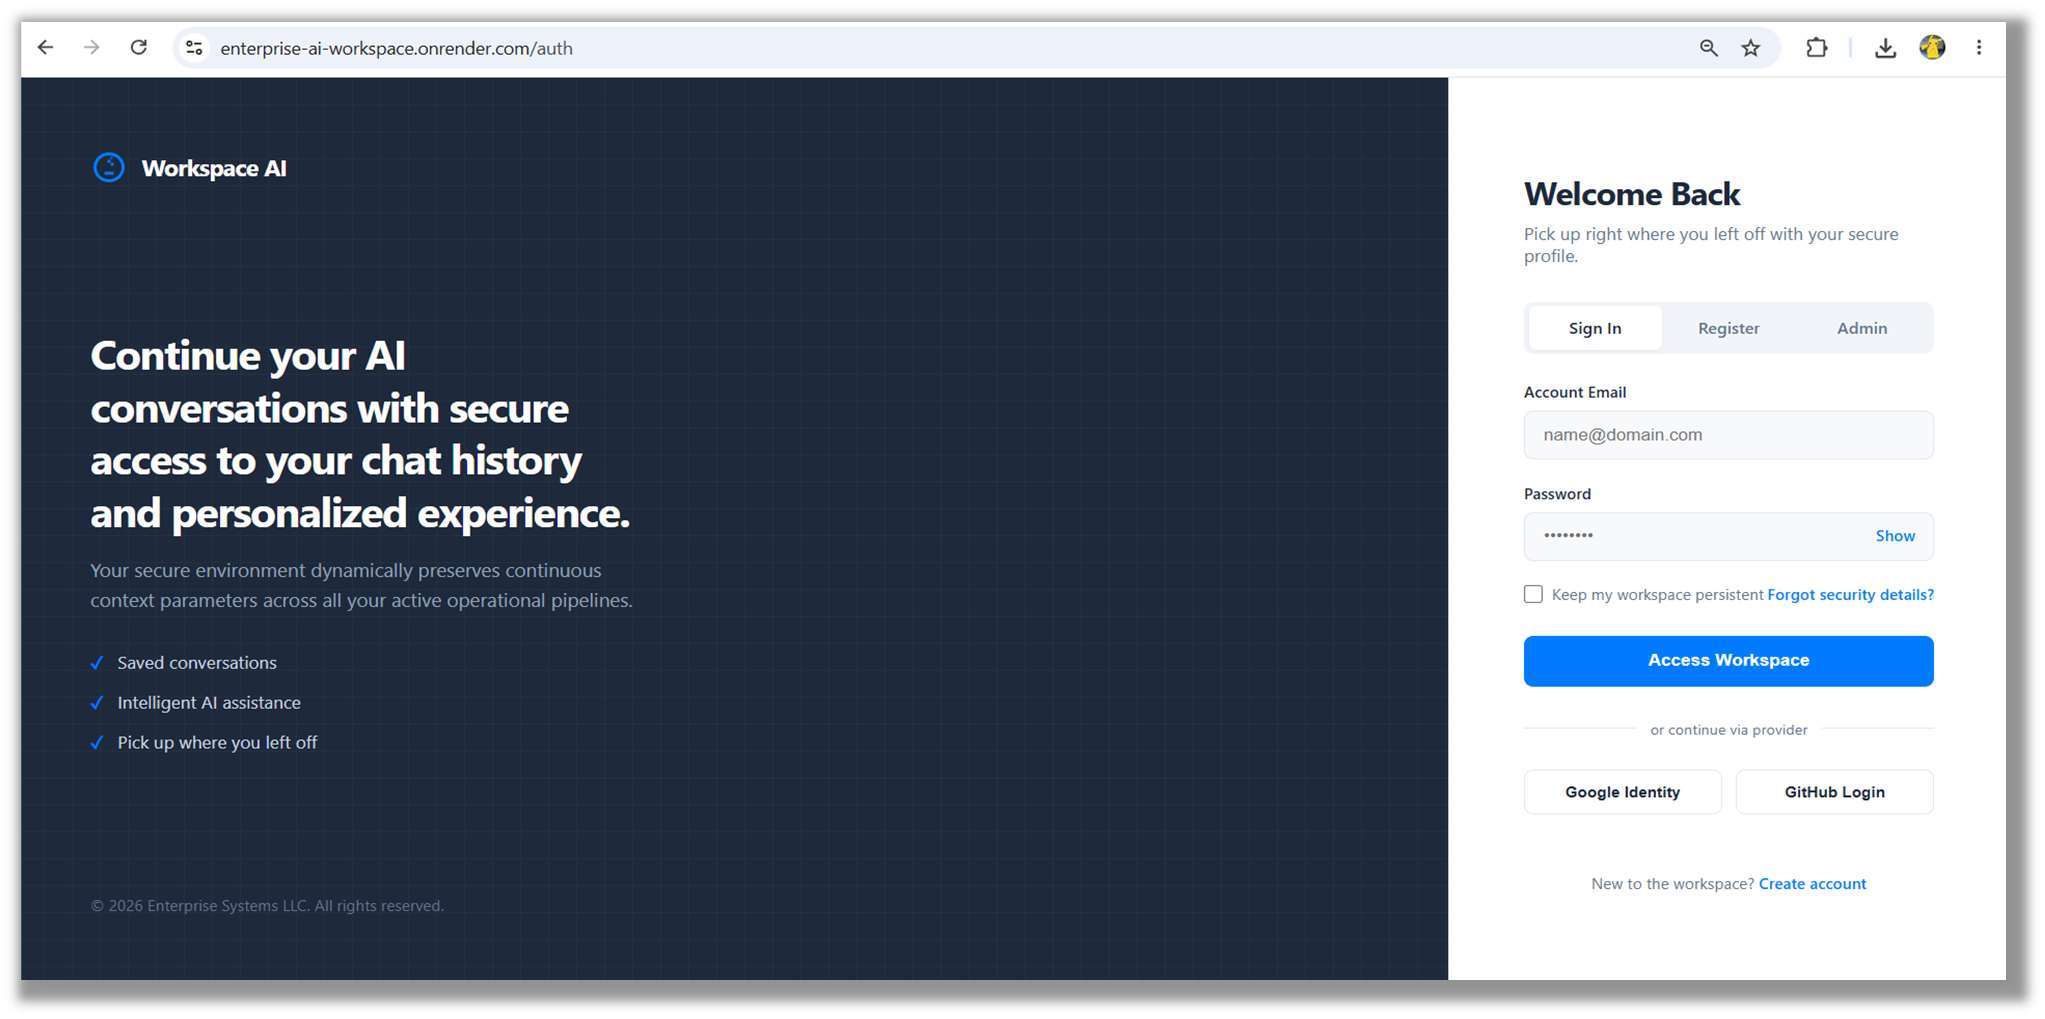 enterprise-ai-workspace.onrender.com/auth
Workspace AI
Continue your AI
conversations with secure
access to your chat history
and personalized experience.
Your secure environment dynamically preserves continuous
context parameters across all your active operational pipelines.
✓ Saved conversations
✓ Intelligent AI assistance
✓ Pick up where you left off
© 2026 Enterprise Systems LLC. All rights reserved.
Welcome Back
Pick up right where you left off with your secure
profile.
Sign In Register Admin
Account Email
name@domain.com
Password
•••••••• Show
Keep my workspace persistent Forgot security details?
Access Workspace
or continue via provider
Google Identity GitHub Login
New to the workspace? Create account